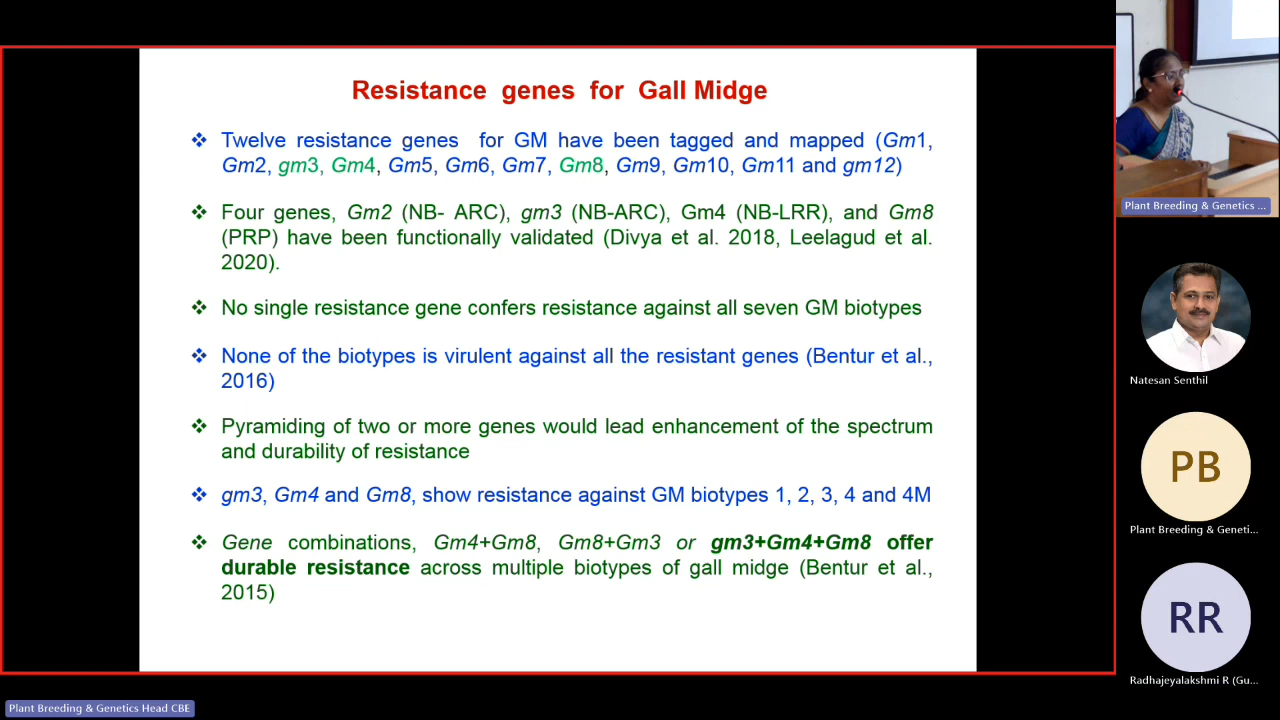 Resistance genes for Gall Midge
❖ Twelve resistance genes for GM have been tagged and mapped (Gm1,
Gm2, gm3, Gm4, Gm5, Gm6, Gm7, Gm8, Gm9, Gm10, Gm11 and gm12)
❖ Four genes, Gm2 (NB- ARC), gm3 (NB-ARC), Gm4 (NB-LRR), and Gm8
(PRP) have been functionally validated (Divya et al. 2018, Leelagud et al.
2020).
❖ No single resistance gene confers resistance against all seven GM biotypes
❖ None of the biotypes is virulent against all the resistant genes (Bentur et al.,
2016)
❖ Pyramiding of two or more genes would lead enhancement of the spectrum
and durability of resistance
❖ gm3, Gm4 and Gm8, show resistance against GM biotypes 1, 2, 3, 4 and 4M
❖ Gene combinations, Gm4+Gm8, Gm8+Gm3 or gm3+Gm4+Gm8 offer
durable resistance across multiple biotypes of gall midge (Bentur et al.,
2015)
Plant Breeding & Genetics ...
Natesan Senthil
PB
Plant Breeding & Geneti...
RR
Radhajeyalakshmi R (Gu...
Plant Breeding & Genetics Head CBE